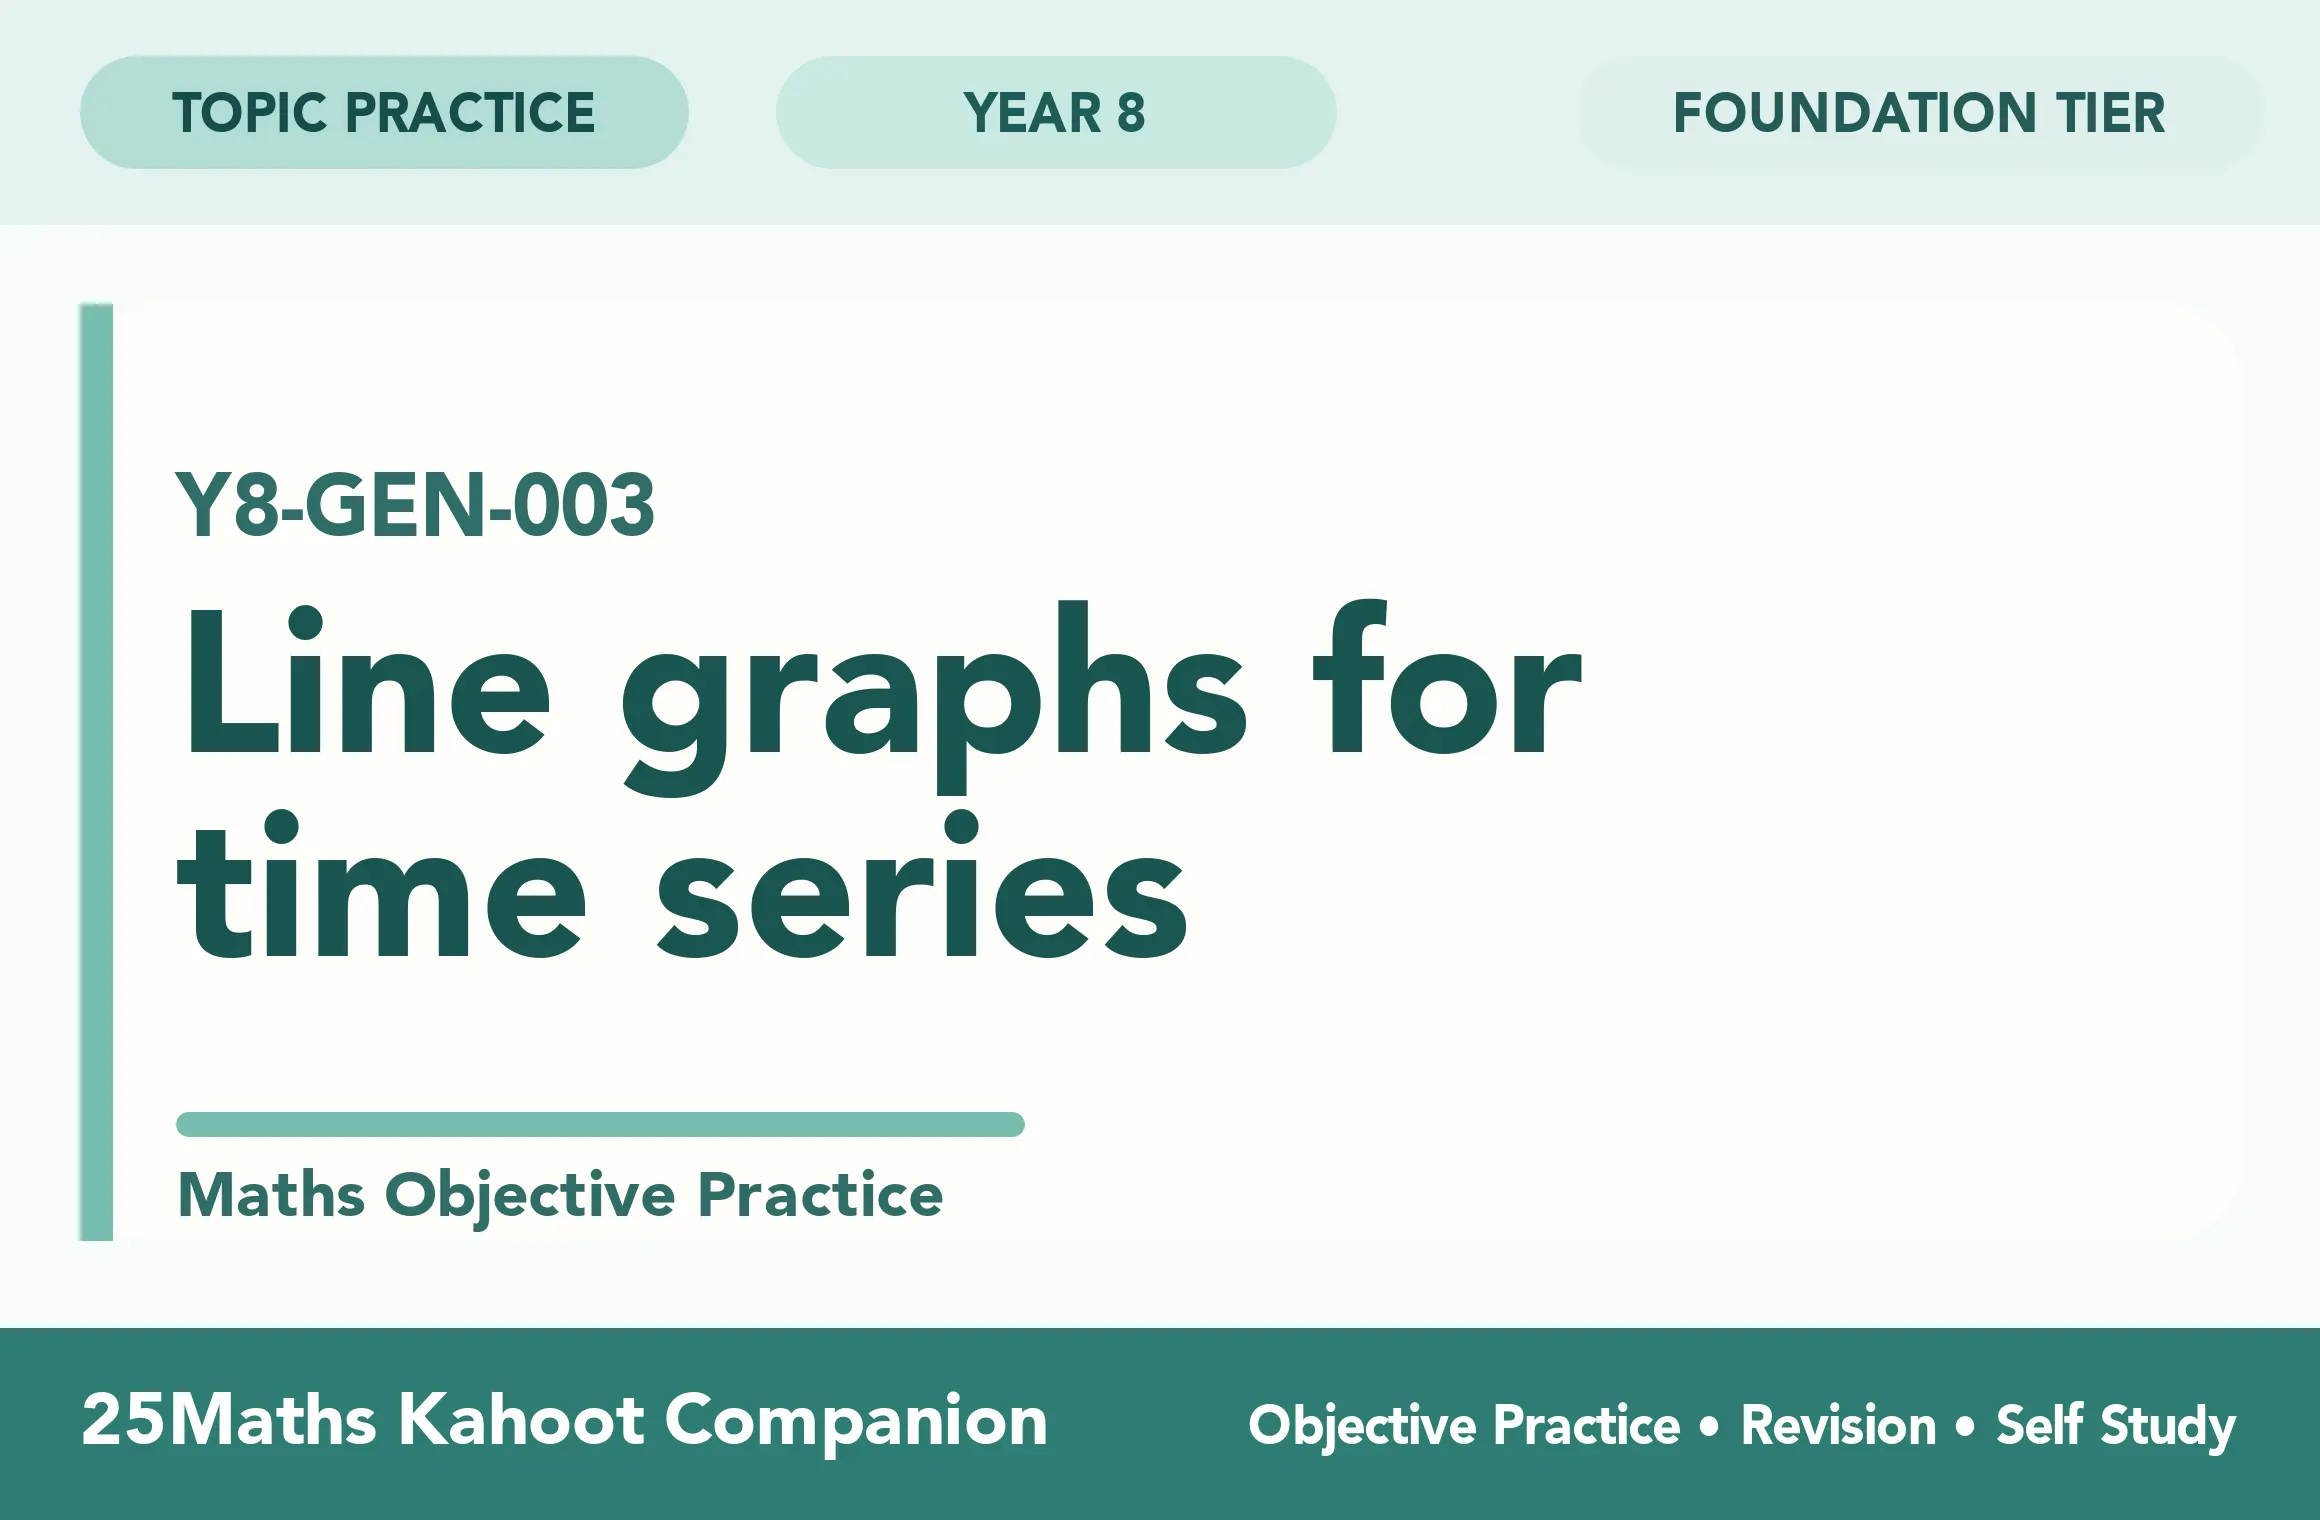 TOPIC PRACTICE
YEAR 8
FOUNDATION TIER
Y8-GEN-003
Line graphs for
time series
Maths Objective Practice
25Maths Kahoot Companion
Objective Practice • Revision • Self Study